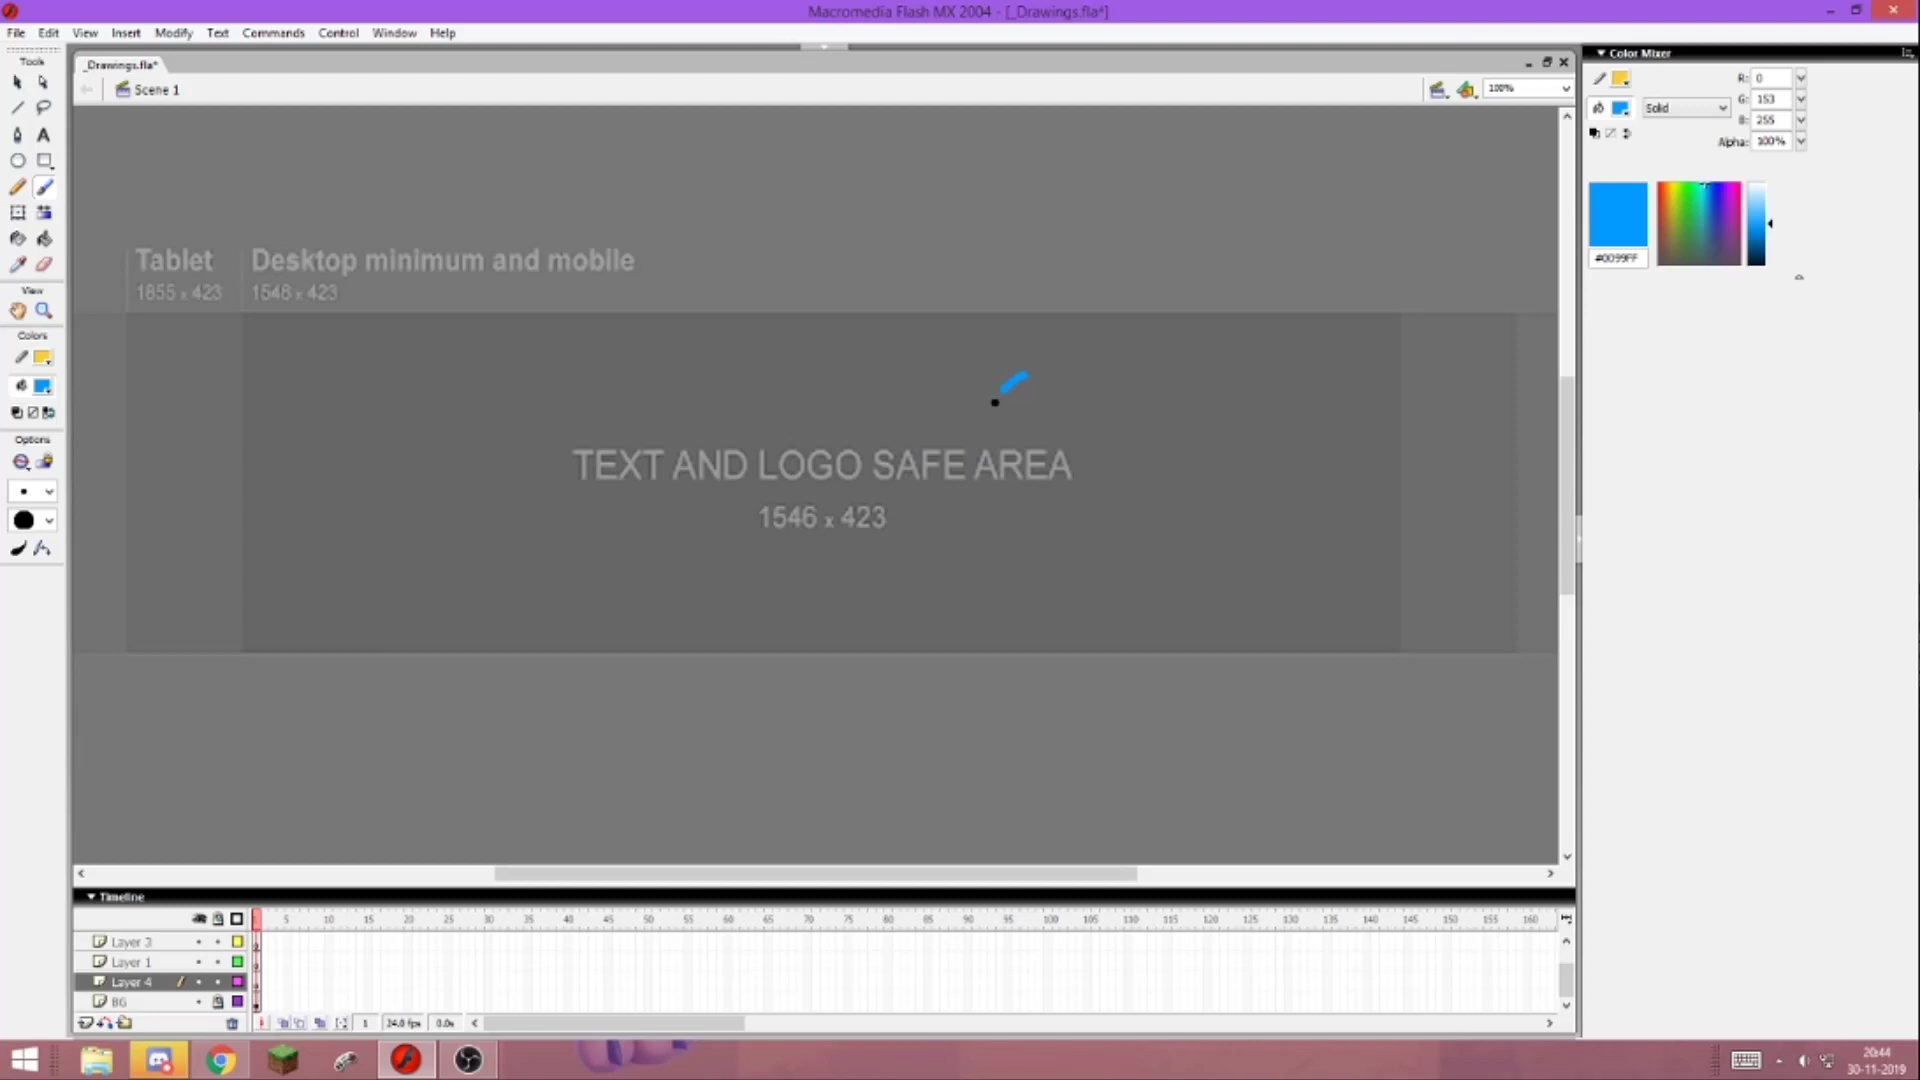 Macromedia Flash MX 2004 - [_Drawings.fla*]
File Edit View Insert Modify Text Commands Control Window Help
Tools
_Drawings.fla*
Scene 1
100%
Color Mixer
R: 0
Solid
G: 153
B: 255
Alpha: 100%
#0099FF
View
Colors
Options
Tablet
1855 x 423
Desktop minimum and mobile
1546 x 423
TEXT AND LOGO SAFE AREA
1546 x 423
Timeline
5 10 15 20 25 30 35 40 45 50 55 60 65 70 75 80 85 90 95 100 105 110 115 120 125 130 135 140 145 150 155 160
Layer 3
Layer 1
Layer 4
BG
1 24.0 fps 0.0s
20:44
30-11-2019